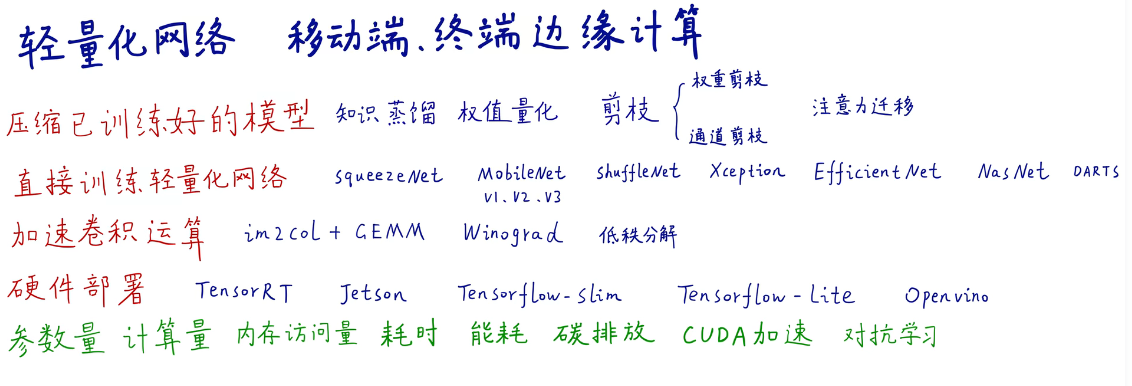 轻量化网络 移动端、终端边缘计算
压缩已训练好的模型 知识蒸馏 权值量化 剪枝 { 权重剪枝 通道剪枝 注意力迁移
直接训练轻量化网络 squeezeNet MobileNet shuffleNet Xception EfficientNet NasNet DARTS
V1、V2、V3
加速卷积运算 im2col + GEMM Winograd 低秩分解
硬件部署 TensorRT Jetson Tensorflow-slim Tensorflow-Lite Openvino
参数量 计算量 内存访问量 耗时 能耗 碳排放 CUDA加速 对抗学习